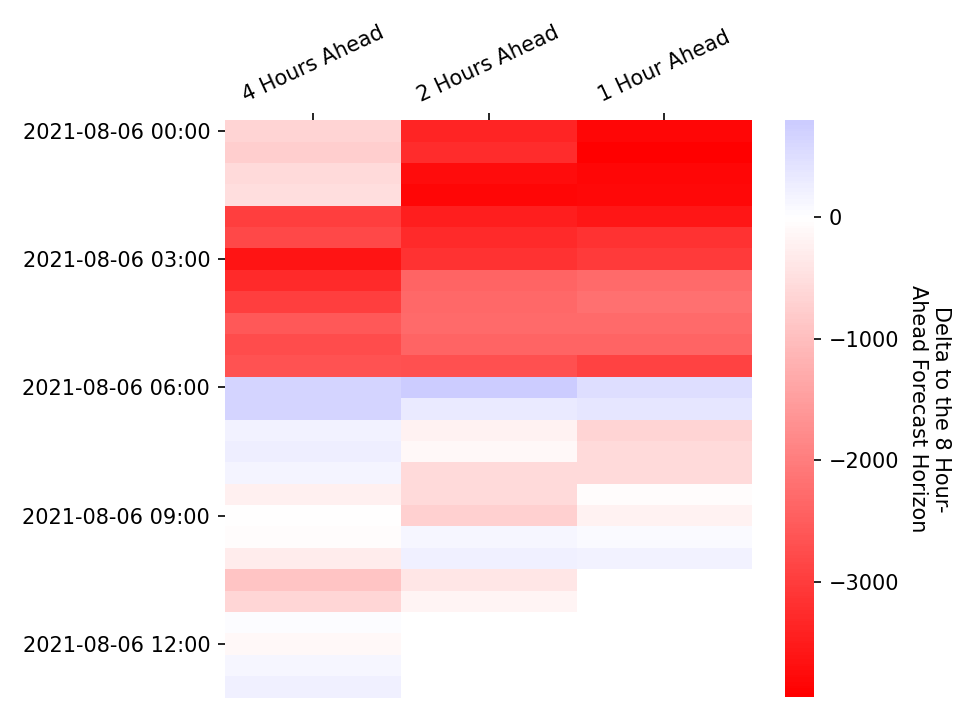 4 Hours Ahead
2 Hours Ahead
1 Hour Ahead
2021-08-06 00:00
2021-08-06 03:00
2021-08-06 06:00
2021-08-06 09:00
2021-08-06 12:00
0
−1000
−2000
−3000
Delta to the 8 Hour-
Ahead Forecast Horizon